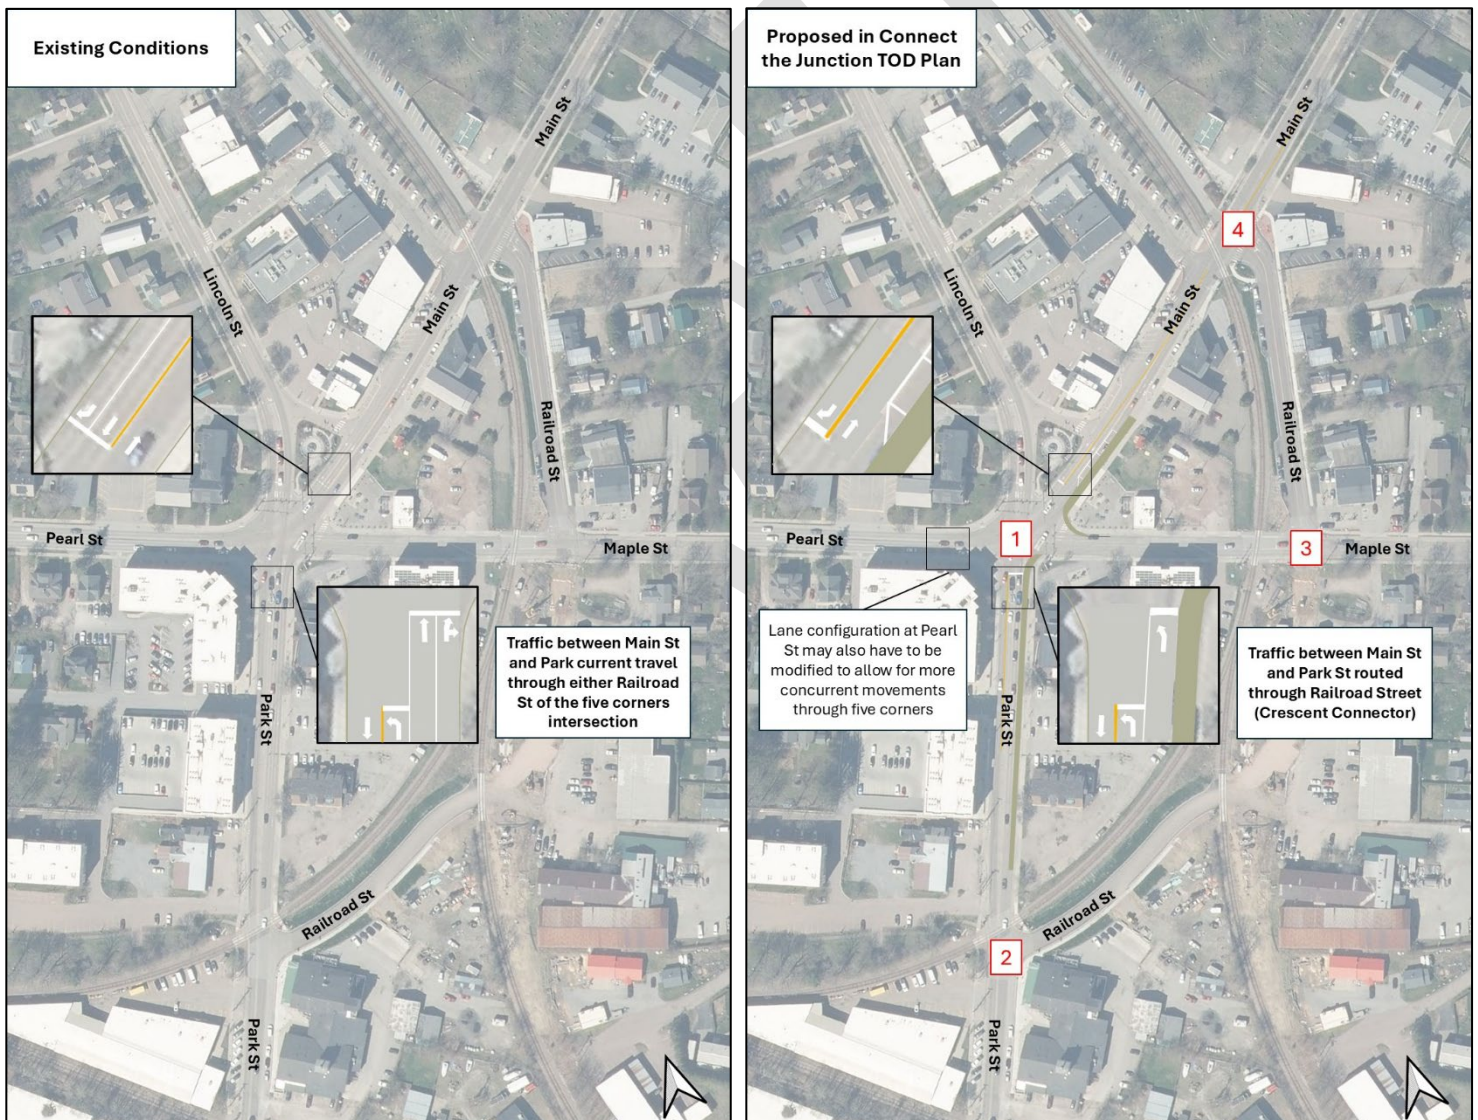 Existing Conditions
Main St
Lincoln St
Main St
Railroad St
Pearl St
Maple St
Traffic between Main St
and Park current travel
through either Railroad
St of the five corners
intersection
Park St
Railroad St
Park St
Proposed in Connect
the Junction TOD Plan
Main St
4
Main St
Lincoln St
Railroad St
Pearl St
1
3
Maple St
Lane configuration at Pearl
St may also have to be
modified to allow for more
concurrent movements
through five corners
Traffic between Main St
and Park St routed
through Railroad Street
(Crescent Connector)
Park St
Railroad St
2
Park St